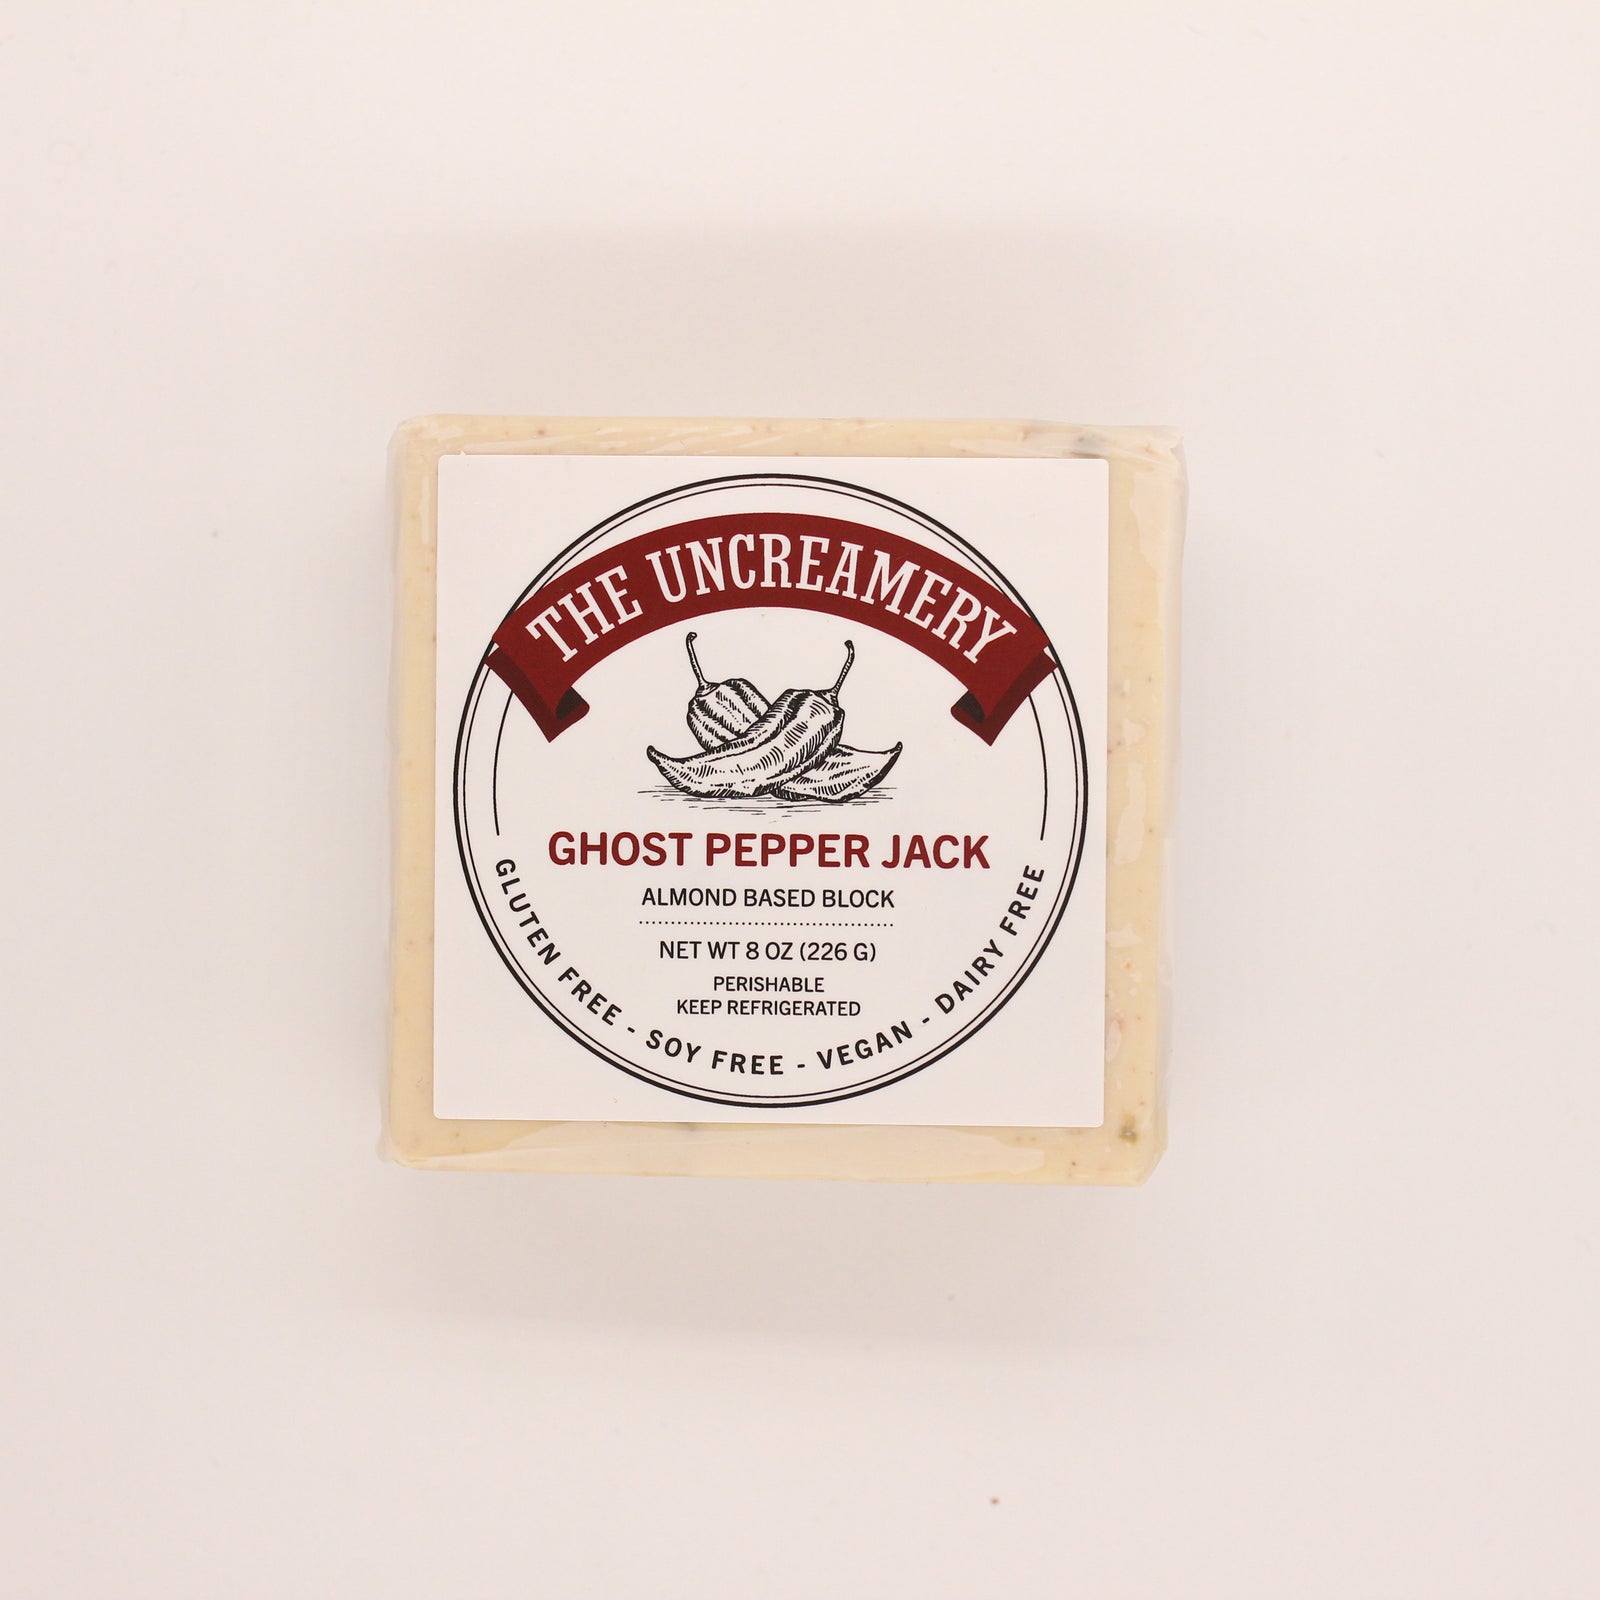 THE UNCREAMERY
GHOST PEPPER JACK
ALMOND BASED BLOCK
NET WT 8 OZ (226 G)
PERISHABLE
KEEP REFRIGERATED
GLUTEN FREE - SOY FREE - VEGAN - DAIRY FREE